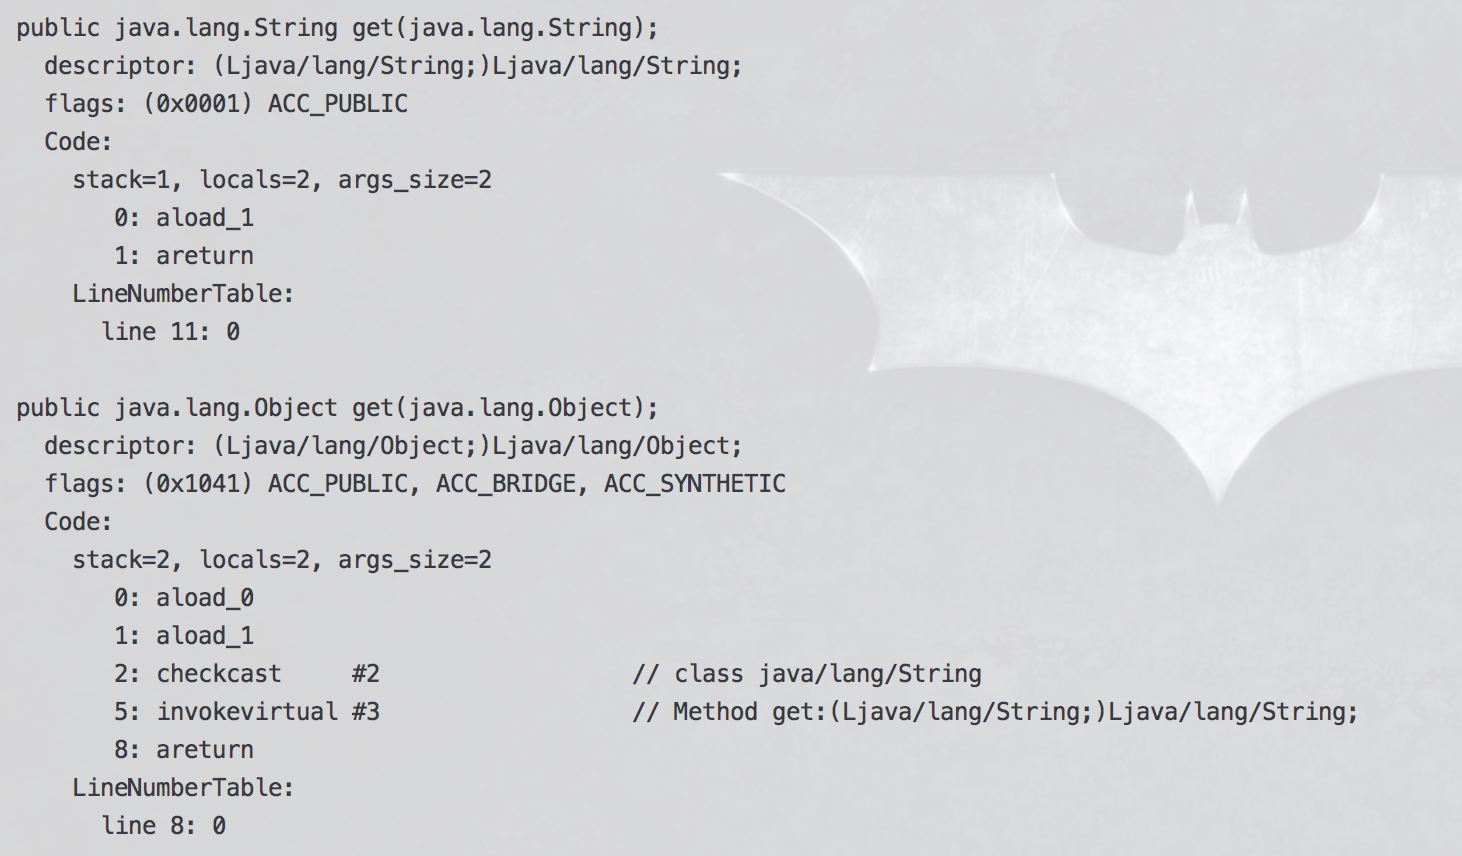 public java.lang.String get(java.lang.String);
  descriptor: (Ljava/lang/String;)Ljava/lang/String;
  flags: (0x0001) ACC_PUBLIC
  Code:
    stack=1, locals=2, args_size=2
       0: aload_1
       1: areturn
    LineNumberTable:
      line 11: 0

public java.lang.Object get(java.lang.Object);
  descriptor: (Ljava/lang/Object;)Ljava/lang/Object;
  flags: (0x1041) ACC_PUBLIC, ACC_BRIDGE, ACC_SYNTHETIC
  Code:
    stack=2, locals=2, args_size=2
       0: aload_0
       1: aload_1
       2: checkcast     #2                  // class java/lang/String
       5: invokevirtual #3                  // Method get:(Ljava/lang/String;)Ljava/lang/String;
       8: areturn
    LineNumberTable:
      line 8: 0